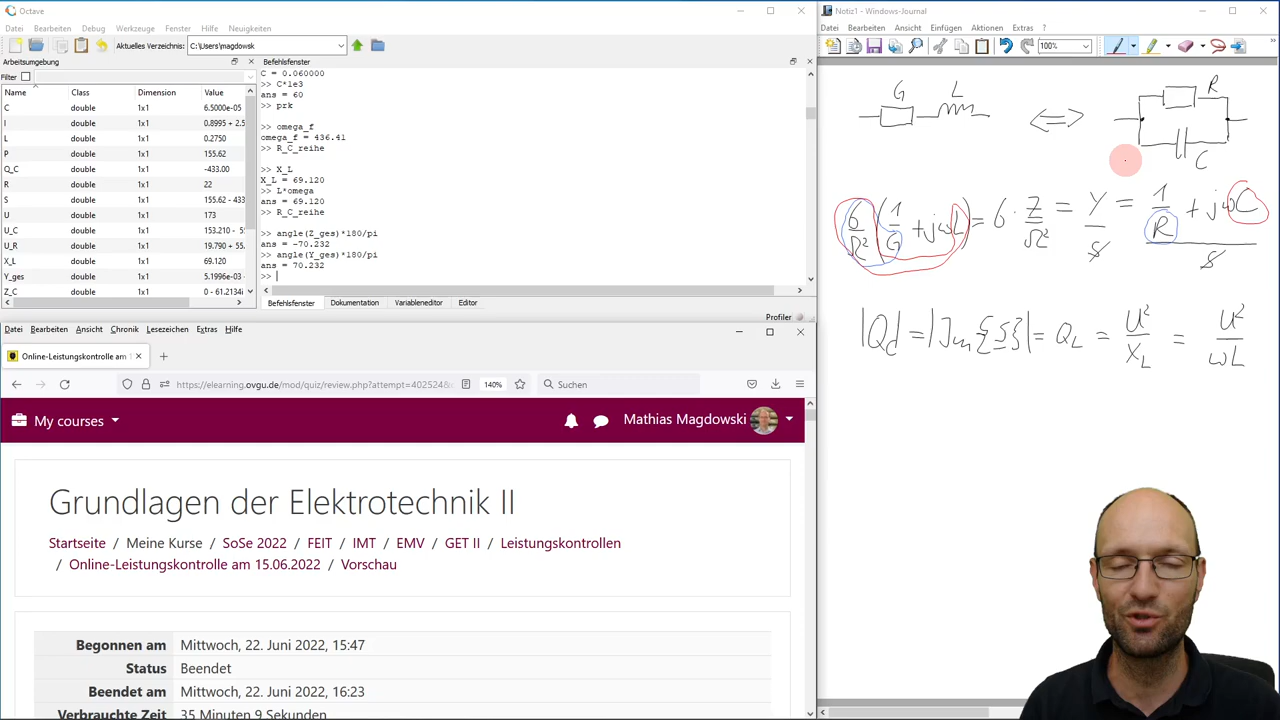 Octave
Datei Bearbeiten Debug Werkzeuge Fenster Hilfe Neuigkeiten
Aktuelles Verzeichnis: C:\Users\magdowsk
Arbeitsumgebung
Filter
Name Class Dimension Value
C double 1x1 6.5000e-05
I double 1x1 0.8995 + 2.5
L double 1x1 0.2750
P double 1x1 155.62
Q_C double 1x1 -433.00
R double 1x1 22
S double 1x1 155.62 - 433
U double 1x1 173
U_C double 1x1 153.210 - 5
U_R double 1x1 19.790 + 55
X_L double 1x1 69.120
Y_ges double 1x1 5.1996e-03
Z_C double 1x1 0 - 61.2134i
Befehlsfenster
C = 0.060000
>> C*1e3
ans = 60
>> prk
>> omega_f
omega_f = 436.41
>> R_C_reihe
>> X_L
X_L = 69.120
>> L*omega
ans = 69.120
>> R_C_reihe
>> angle(Z_ges)*180/pi
ans = -70.232
>> angle(Y_ges)*180/pi
ans = 70.232
>>
Befehlsfenster Dokumentation Variableneditor Editor
Profiler
Datei Bearbeiten Ansicht Chronik Lesezeichen Extras Hilfe
Online-Leistungskontrolle am 1
https://elearning.ovgu.de/mod/quiz/review.php?attempt=402524& 140% Suchen
My courses Mathias Magdowski
Grundlagen der Elektrotechnik II
Startseite / Meine Kurse / SoSe 2022 / FEIT / IMT / EMV / GET II / Leistungskontrollen
/ Online-Leistungskontrolle am 15.06.2022 / Vorschau
Begonnen am Mittwoch, 22. Juni 2022, 15:47
Status Beendet
Beendet am Mittwoch, 22. Juni 2022, 16:23
Verbrauchte Zeit 35 Minuten 9 Sekunden
Notiz1 - Windows-Journal
Datei Bearbeiten Ansicht Einfügen Aktionen Extras ?
100%
G L ⟺ R C
6/Ω² (1/G + jωL) = 6 · Z/Ω² = Y/S = (1/R + jωC)/S
|Q_C| = |Im{S}| = Q_L = U²/X_L = U²/ωL